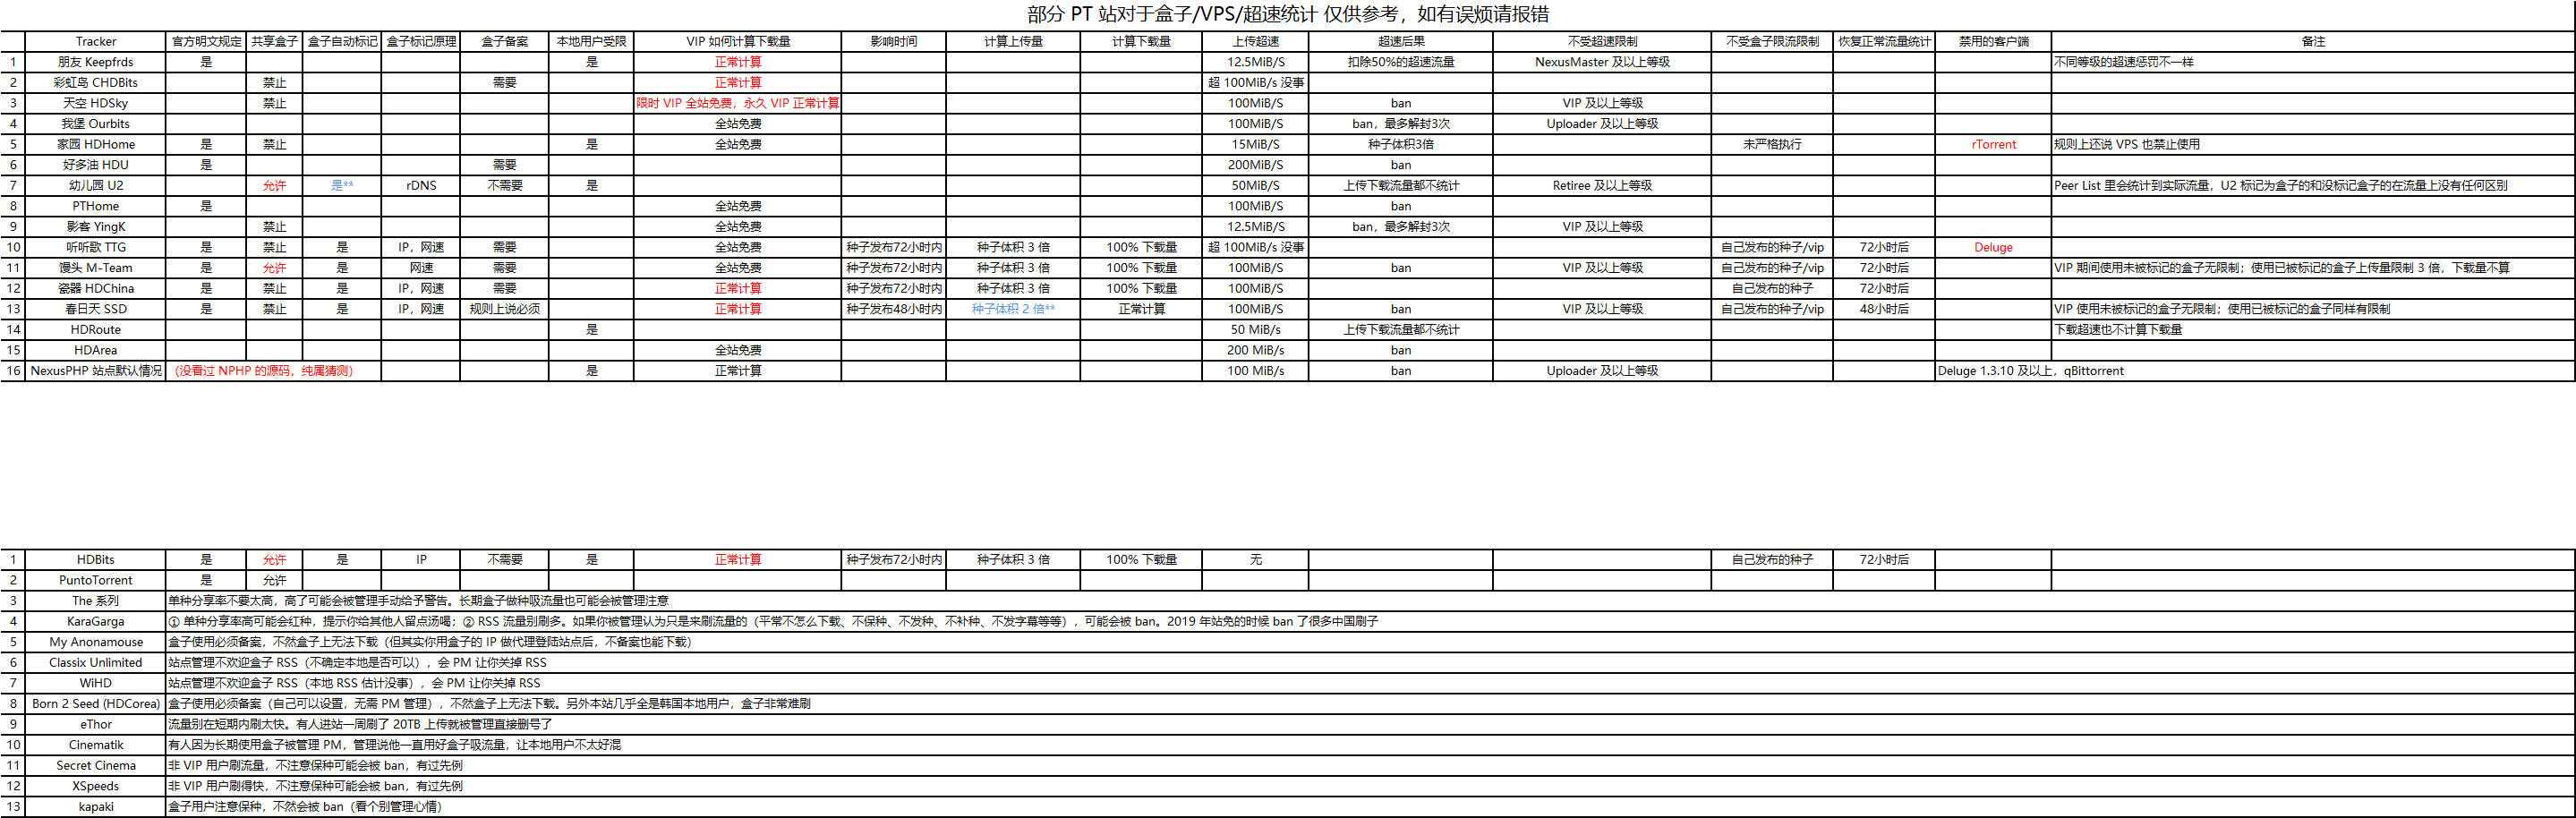 部分 PT 站对于盒子/VPS/超速统计 仅供参考，如有误烦请报错
Tracker 官方明文规定 共享盒子 盒子自动标记 盒子标记原理 盒子备案 本地用户受限 VIP 如何计算下载量 影响时间 计算上传量 计算下载量 上传超速 超速后果 不受超速限制 不受盒子限流限制 恢复正常流量统计 禁用的客户端 备注
1 朋友 Keepfrds 是 是 正常计算 12.5MiB/S 扣除50%的超速流量 NexusMaster 及以上等级 不同等级的超速惩罚不一样
2 彩虹岛 CHDBits 禁止 需要 正常计算 超 100MiB/s 没事
3 天空 HDSky 禁止 限时 VIP 全站免费，永久 VIP 正常计算 100MiB/S ban VIP 及以上等级
4 我堡 Ourbits 全站免费 100MiB/S ban，最多解封3次 Uploader 及以上等级
5 家园 HDHome 是 禁止 是 全站免费 15MiB/S 种子体积3倍 未严格执行 rTorrent 规则上还说 VPS 也禁止使用
6 好多油 HDU 是 需要 200MiB/S ban
7 幼儿园 U2 允许 是** rDNS 不需要 是 50MiB/S 上传下载流量都不统计 Retiree 及以上等级 Peer List 里会统计到实际流量，U2 标记为盒子的和没标记盒子的在流量上没有任何区别
8 PTHome 是 全站免费 100MiB/S ban
9 影客 YingK 禁止 全站免费 12.5MiB/S ban，最多解封3次 VIP 及以上等级
10 听听歌 TTG 是 禁止 是 IP，网速 需要 全站免费 种子发布72小时内 种子体积 3 倍 100% 下载量 超 100MiB/s 没事 自己发布的种子/vip 72小时后 Deluge
11 馒头 M-Team 是 允许 是 网速 需要 全站免费 种子发布72小时内 种子体积 3 倍 100% 下载量 100MiB/S ban VIP 及以上等级 自己发布的种子/vip 72小时后 VIP 期间使用未被标记的盒子无限制；使用已被标记的盒子上传量限制 3 倍，下载量不算
12 瓷器 HDChina 是 禁止 是 IP，网速 需要 正常计算 种子发布72小时内 种子体积 3 倍 100% 下载量 100MiB/S 自己发布的种子 72小时后
13 春日天 SSD 是 禁止 是 IP，网速 规则上说必须 正常计算 种子发布48小时内 种子体积 2 倍** 正常计算 100MiB/S ban VIP 及以上等级 自己发布的种子/vip 48小时后 VIP 使用未被标记的盒子无限制；使用已被标记的盒子同样有限制
14 HDRoute 是 50 MiB/s 上传下载流量都不统计 下载超速也不计算下载量
15 HDArea 全站免费 200 MiB/s ban
16 NexusPHP 站点默认情况 （没看过 NPHP 的源码，纯属猜测） 是 正常计算 100 MiB/s ban Uploader 及以上等级 Deluge 1.3.10 及以上，qBittorrent
1 HDBits 是 允许 是 IP 不需要 是 正常计算 种子发布72小时内 种子体积 3 倍 100% 下载量 无 自己发布的种子 72小时后
2 PuntoTorrent 是 允许
3 The 系列 单种分享率不要太高，高了可能会被管理手动给予警告。长期盒子做种吸流量也可能会被管理注意
4 KaraGarga ① 单种分享率高可能会红种，提示你给其他人留点汤喝；② RSS 流量别刷多。如果你被管理认为只是来刷流量的（平常不怎么下载、不保种、不发种、不补种、不发字幕等等），可能会被 ban。2019 年站免的时候 ban 了很多中国刷子
5 My Anonamouse 盒子使用必须备案，不然盒子上无法下载（但其实你用盒子的 IP 做代理登陆站点后，不备案也能下载）
6 Classix Unlimited 站点管理不欢迎盒子 RSS（不确定本地是否可以），会 PM 让你关掉 RSS
7 WiHD 站点管理不欢迎盒子 RSS（本地 RSS 估计没事），会 PM 让你关掉 RSS
8 Born 2 Seed (HDCorea) 盒子使用必须备案（自己可以设置，无需 PM 管理），不然盒子上无法下载。另外本站几乎全是韩国本地用户，盒子非常难刷
9 eThor 流量别在短期内刷太快。有人进站一周刷了 20TB 上传就被管理直接删号了
10 Cinematik 有人因为长期使用盒子被管理 PM，管理说他一直用好盒子吸流量，让本地用户不太好混
11 Secret Cinema 非 VIP 用户刷流量，不注意保种可能会被 ban，有过先例
12 XSpeeds 非 VIP 用户刷得快，不注意保种可能会被 ban，有过先例
13 kapaki 盒子用户注意保种，不然会被 ban（看个别管理心情）